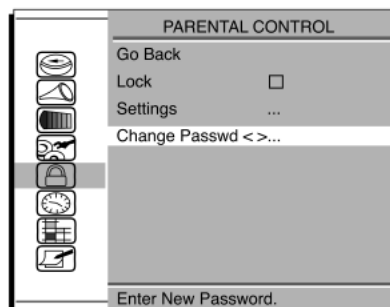 PARENTAL CONTROL
Go Back
Lock
Settings ...
Change Passwd < >...
Enter New Password.